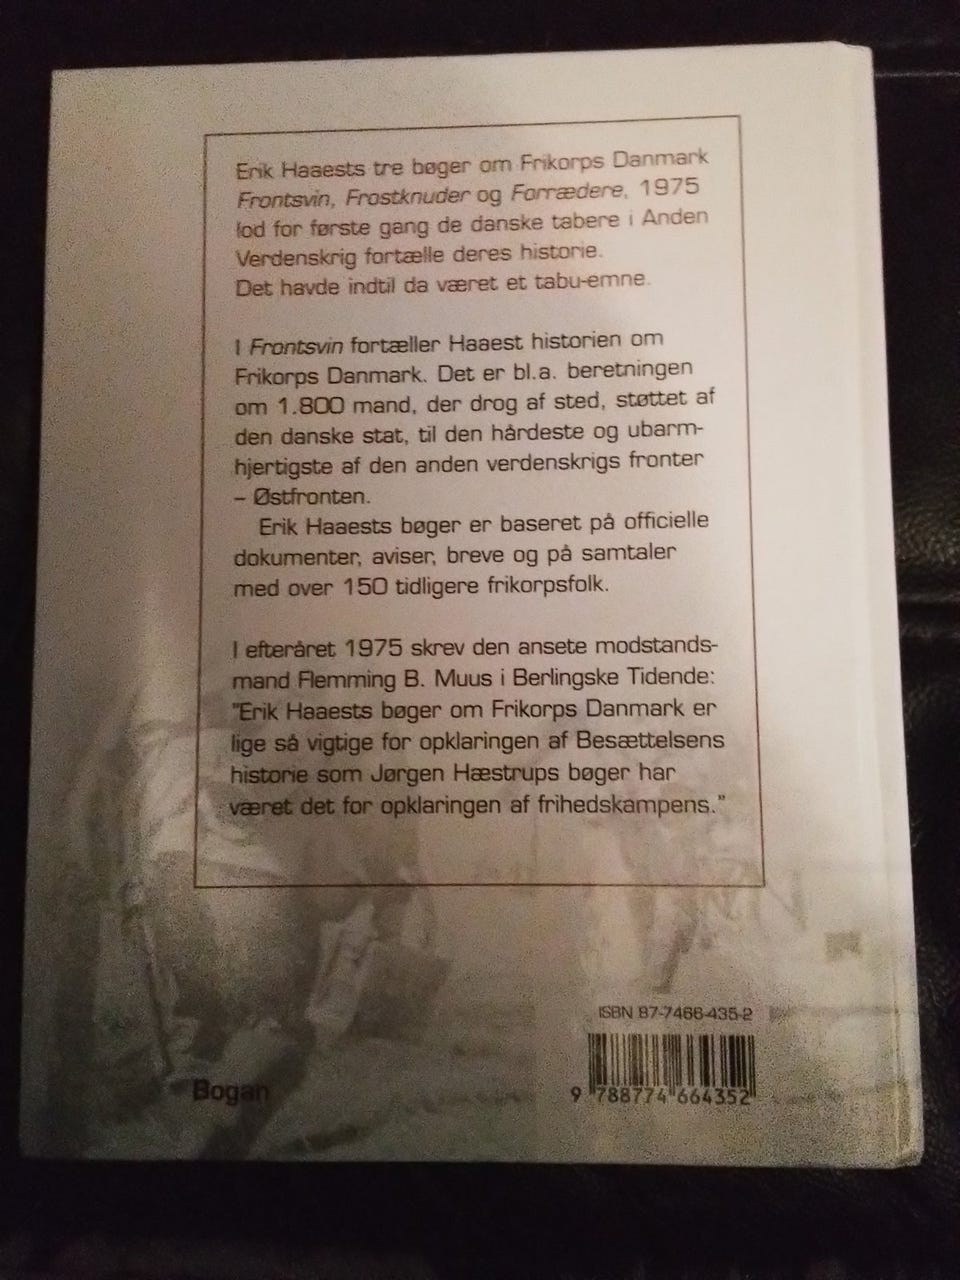 Erik Haaests tre bøger om Frikorps Danmark
Frontsvin, Frostknuder og Forrædere, 1975
lod for første gang de danske tabere i Anden
Verdenskrig fortælle deres historie.
Det havde indtil da været et tabu-emne.
I Frontsvin fortæller Haaest historien om
Frikorps Danmark. Det er bl.a. beretningen
om 1.800 mand, der drog af sted, støttet af
den danske stat, til den hårdeste og ubarm-
hjertigste af den anden verdenskrigs fronter
– Østfronten.
Erik Haaests bøger er baseret på officielle
dokumenter, aviser, breve og på samtaler
med over 150 tidligere frikorpsfolk.
I efteråret 1975 skrev den ansete modstands-
mand Flemming B. Muus i Berlingske Tidende:
"Erik Haaests bøger om Frikorps Danmark er
lige så vigtige for opklaringen af Besættelsens
historie som Jørgen Hæstrups bøger har
været det for opklaringen af frihedskampens."
ISBN 87-7466-435-2
Bogan
9 788774 664352